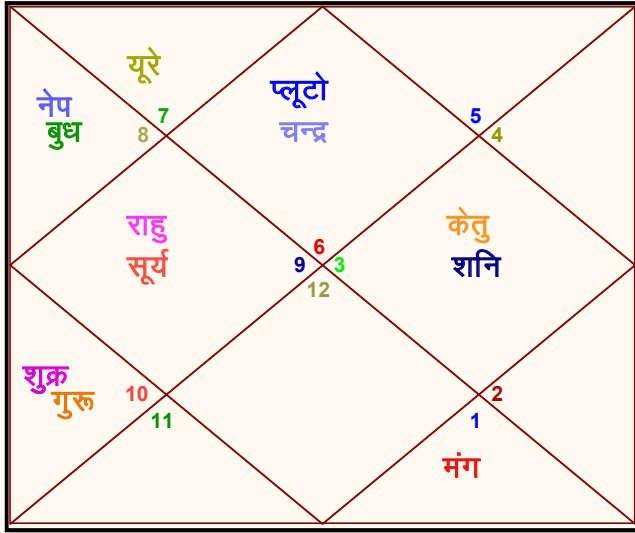 यूरे
प्लूटो
नेप
7
5
बुध
8
चन्द्र
4
राहु
केतु
6
सूर्य
9
3
शनि
12
शुक्र
10
2
गुरू
11
1
मंग